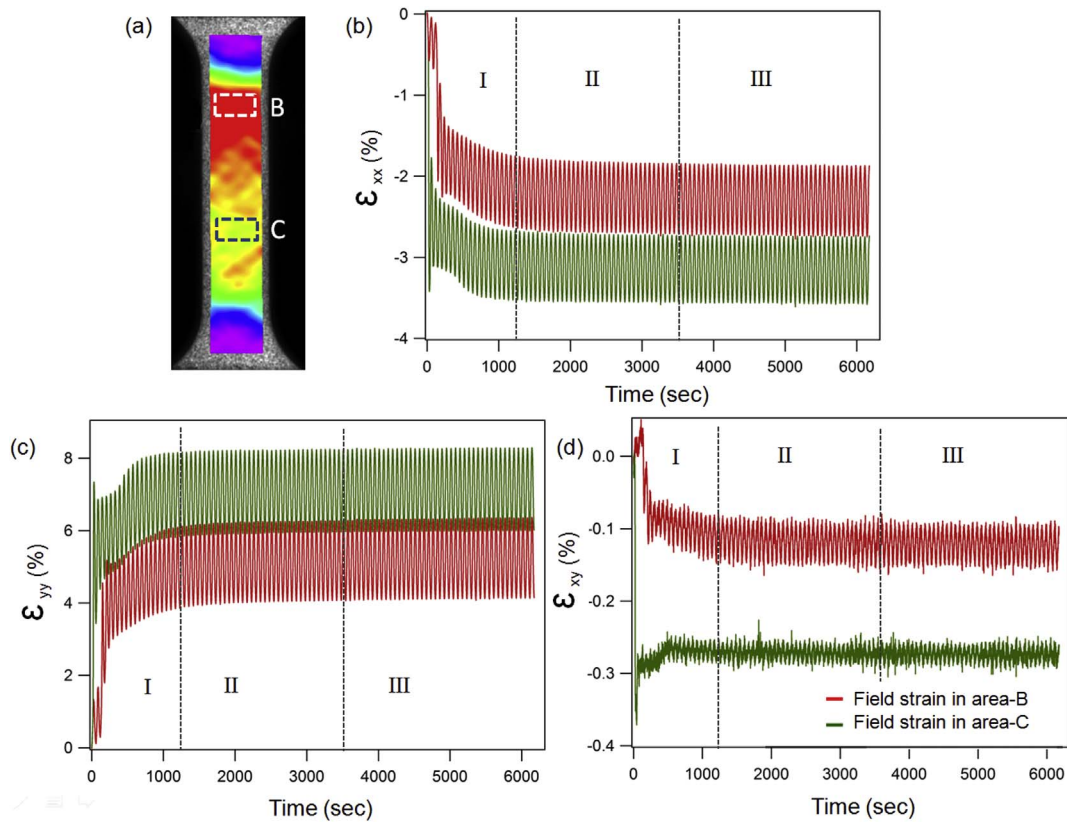 (a)
B
C
(b)
0
-1
-2
-3
-4
ε xx (%)
I
II
III
0
1000
2000
3000
4000
5000
6000
Time (sec)
(c)
8
6
4
2
0
ε yy (%)
I
II
III
0
1000
2000
3000
4000
5000
6000
Time (sec)
(d)
0.0
-0.1
-0.2
-0.3
-0.4
ε xy (%)
I
II
III
Field strain in area-B
Field strain in area-C
0
1000
2000
3000
4000
5000
6000
Time (sec)